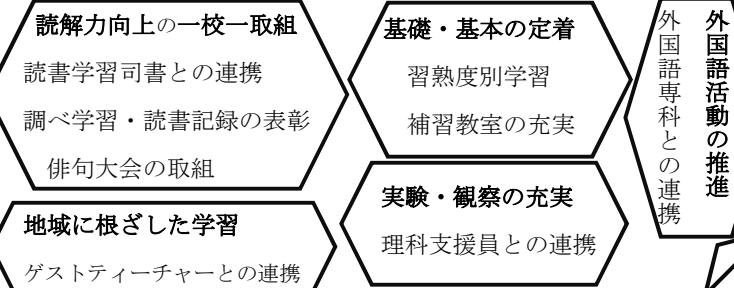 読解力向上の一校一取組
読書学習司書との連携
調べ学習・読書記録の表彰
俳句大会の取組
基礎・基本の定着
習熟度別学習
補習教室の充実
外国語活動の推進
外国語専科との連携
地域に根ざした学習
ゲストティーチャーとの連携
実験・観察の充実
理科支援員との連携